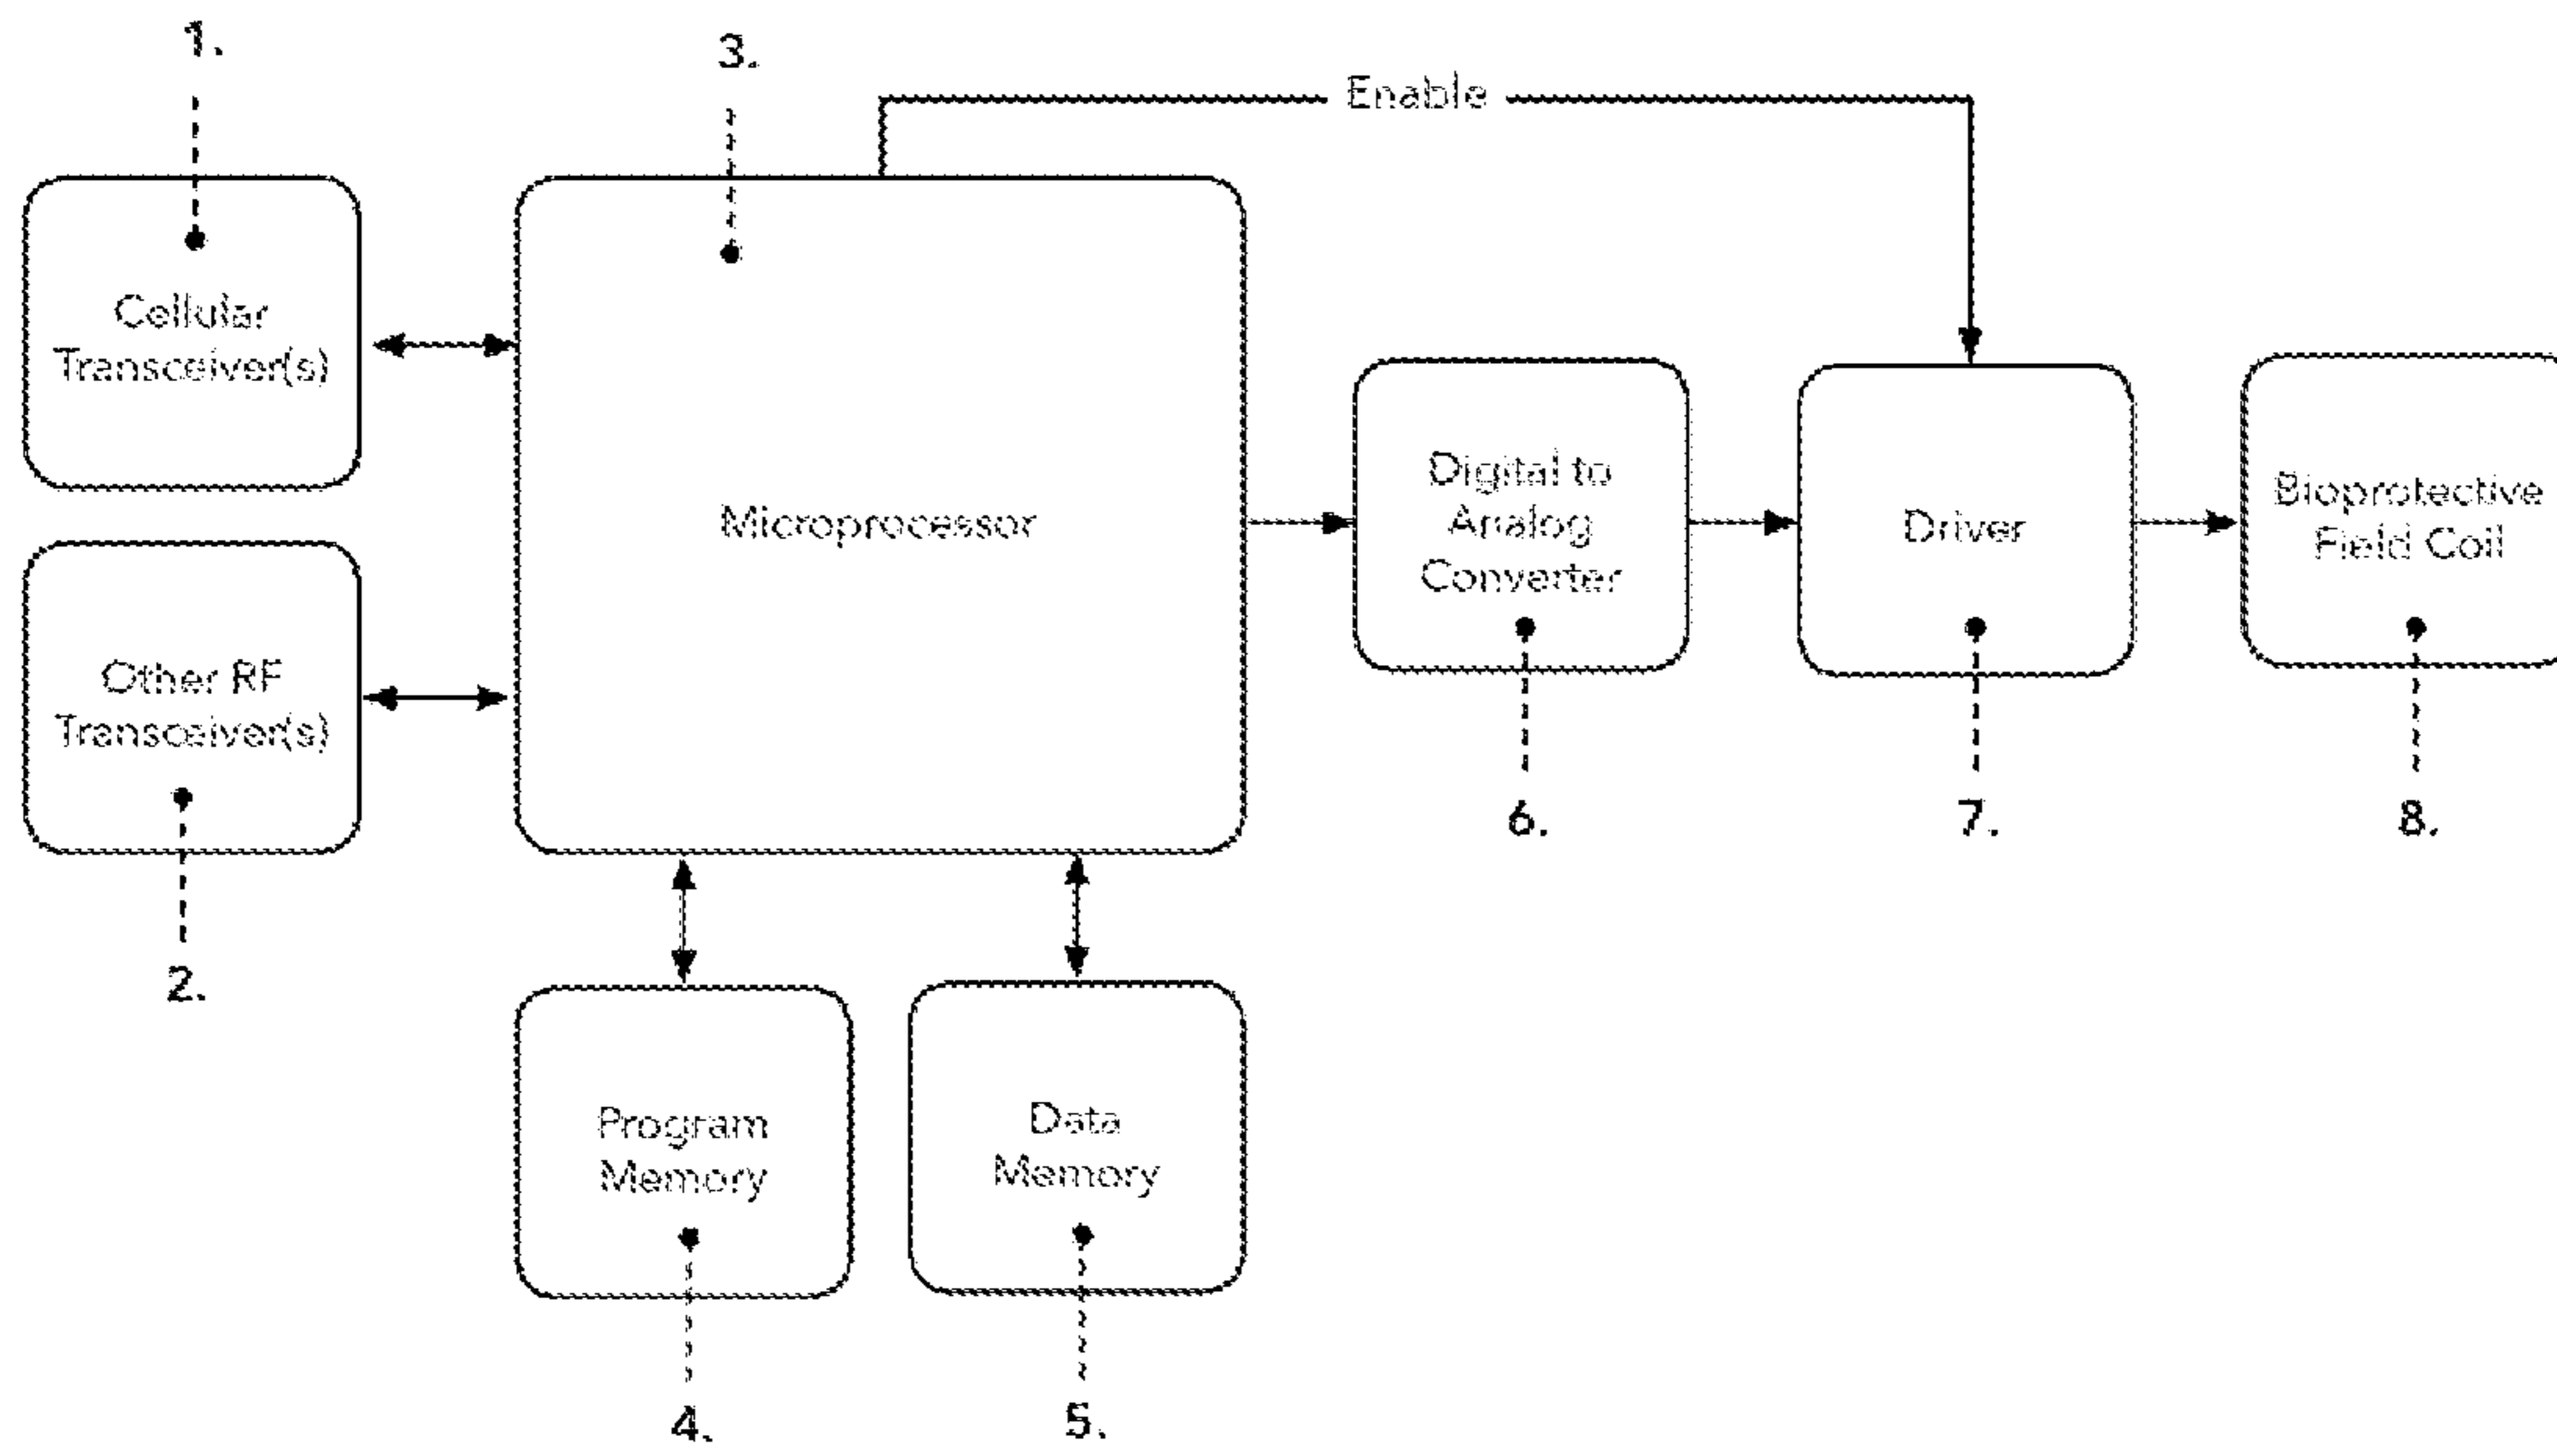 1.
3.
Enable
Cellular
Transceiver(s)
Microprocessor
Digital to
Analog
Converter
Driver
Bioprotective
Field Coil
Other RF
Transceiver(s)
6.
7.
8.
2.
Program
Memory
Data
Memory
4.
5.